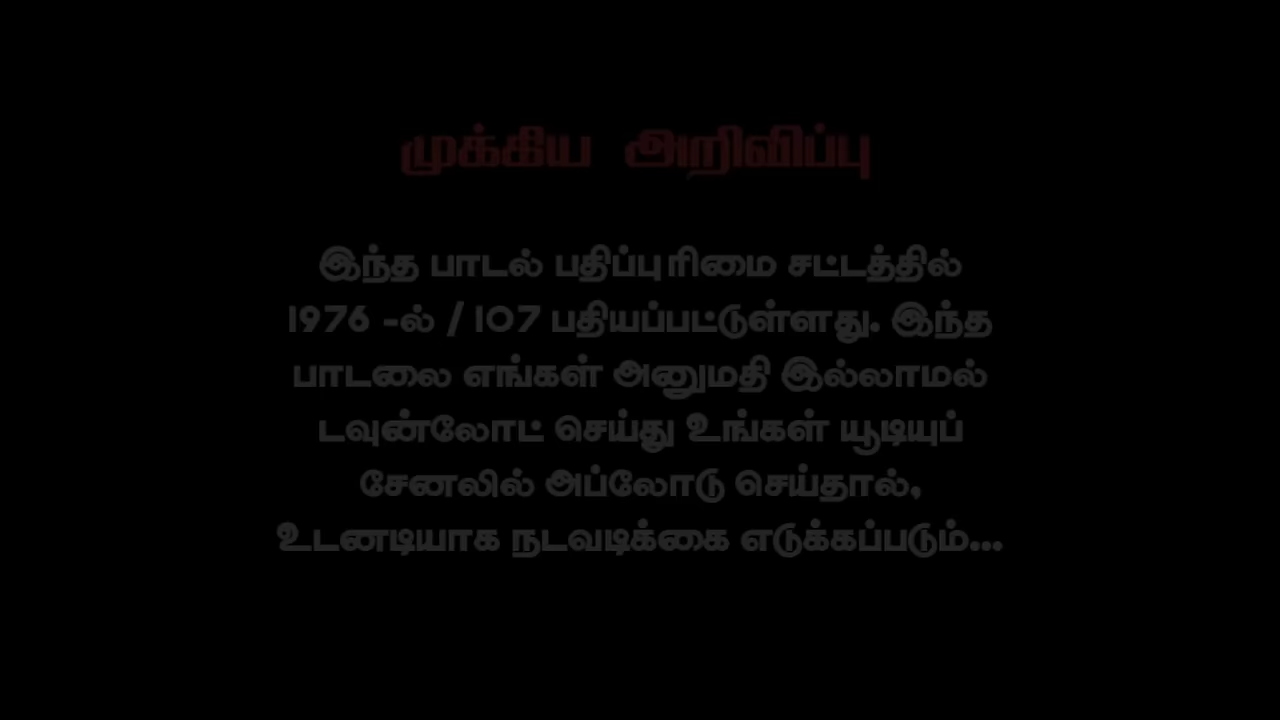 முக்கிய அறிவிப்பு
இந்த பாடல் பதிப்புரிமை சட்டத்தில்
1976 -ல் / 107 பதியப்பட்டுள்ளது. இந்த
பாடலை எங்கள் அனுமதி இல்லாமல்
டவுன்லோட் செய்து உங்கள் யூடியுப்
சேனலில் அப்லோடு செய்தால்,
உடனடியாக நடவடிக்கை எடுக்கப்படும்...